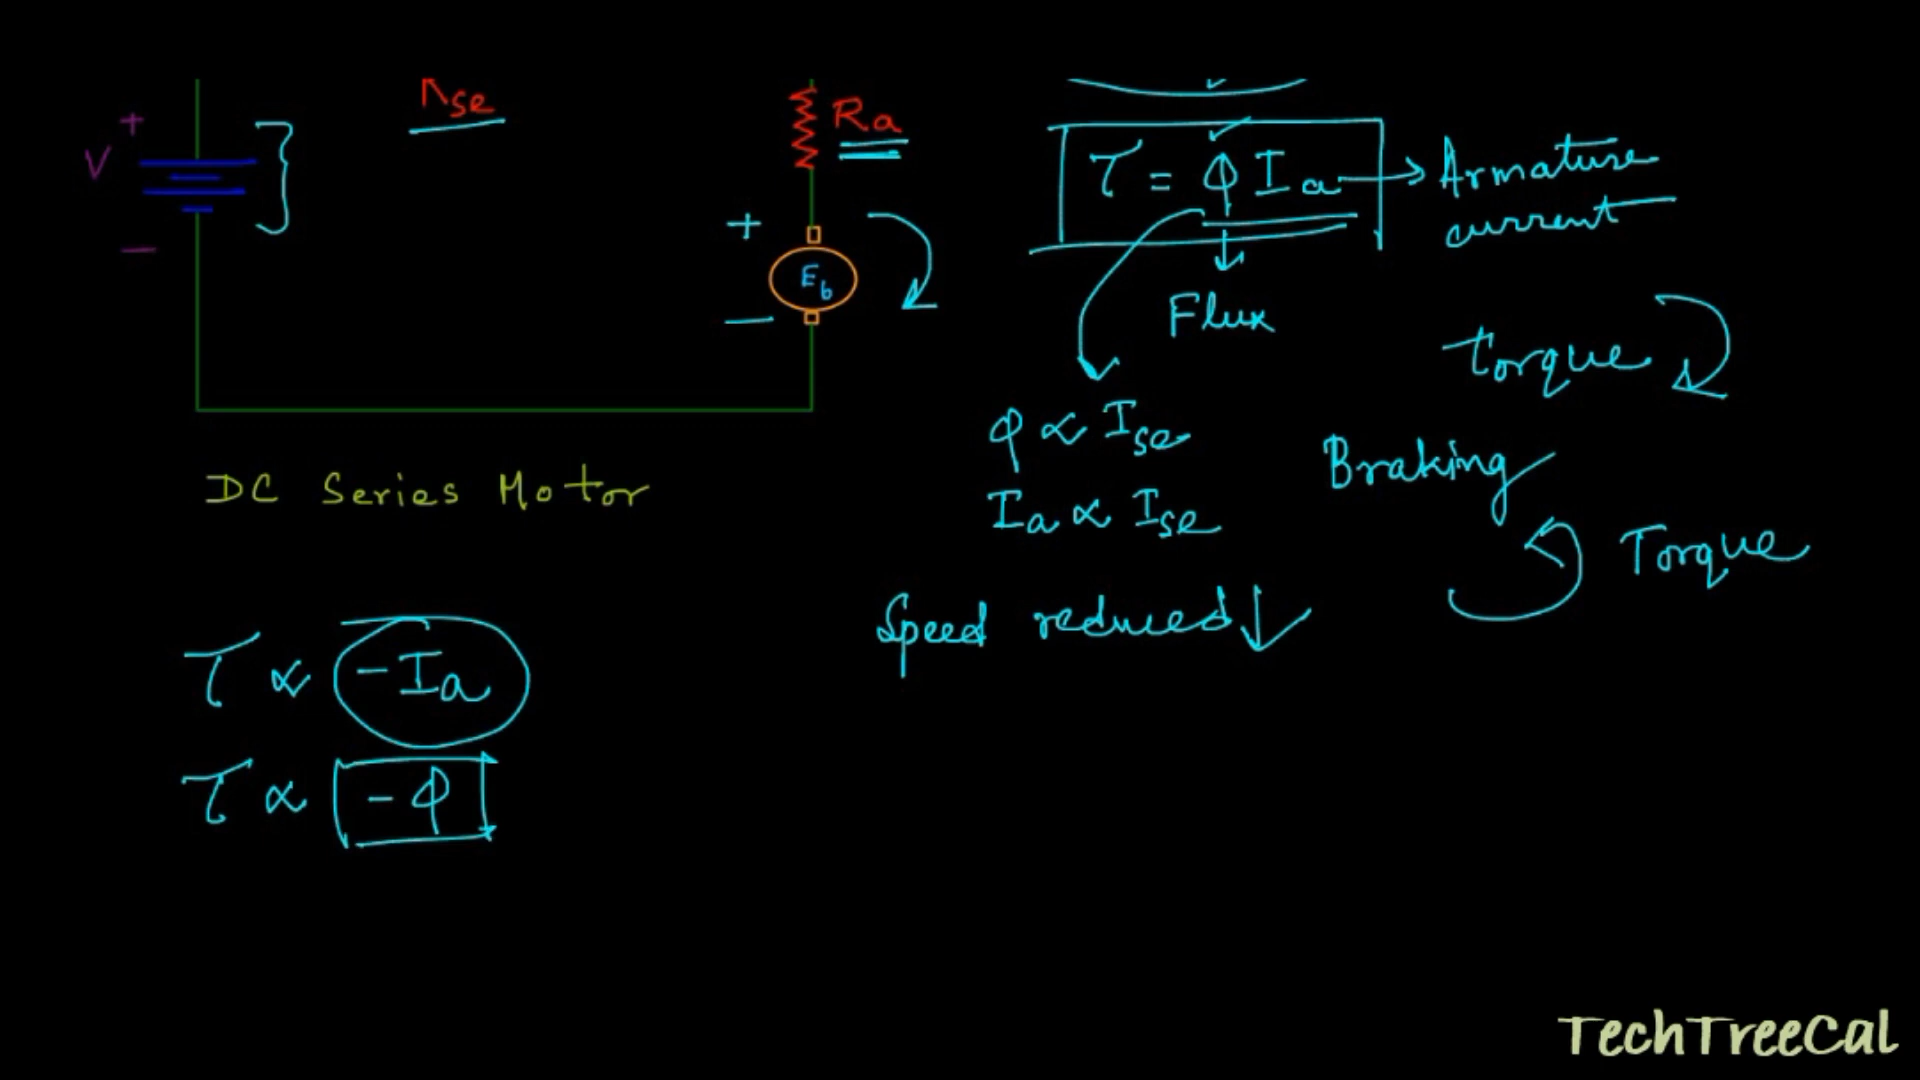 +
V
−
se
Ra
+
Eb
−
τ = φ Ia → Armature
current
Flux
φ ∝ Ise
Ia ∝ Ise
Speed reduced ↓
Torque
Braking
Torque
DC Series Motor
τ ∝ -Ia
τ ∝ -φ
TechTreeCal